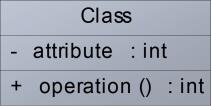 Class
- attribute : int
+ operation () : int